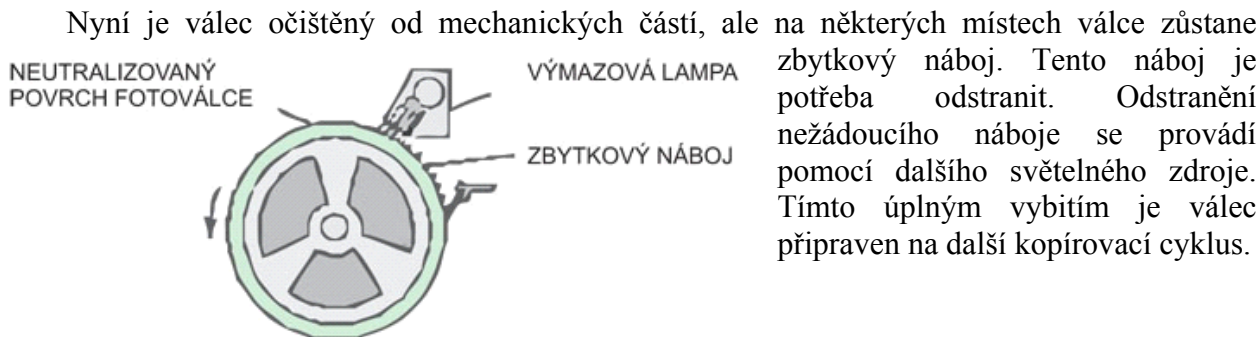 Nyní je válec očištěný od mechanických částí, ale na některých místech válce zůstane
zbytkový náboj. Tento náboj je
potřeba odstranit. Odstranění
nežádoucího náboje se provádí
pomocí dalšího světelného zdroje.
Tímto úplným vybitím je válec
připraven na další kopírovací cyklus.
NEUTRALIZOVANÝ
POVRCH FOTOVÁLCE
VÝMAZOVÁ LAMPA
ZBYTKOVÝ NÁBOJ